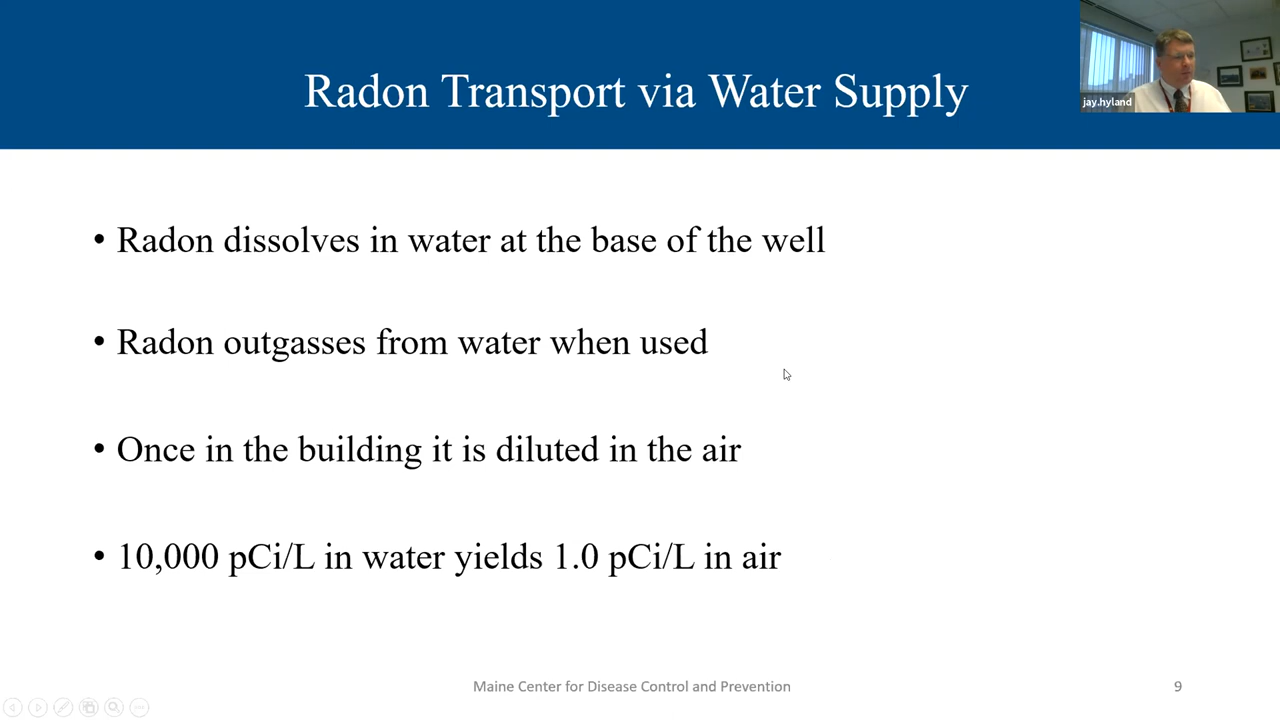 Radon Transport via Water Supply
jay.hyland
• Radon dissolves in water at the base of the well
• Radon outgasses from water when used
• Once in the building it is diluted in the air
• 10,000 pCi/L in water yields 1.0 pCi/L in air
Maine Center for Disease Control and Prevention
9